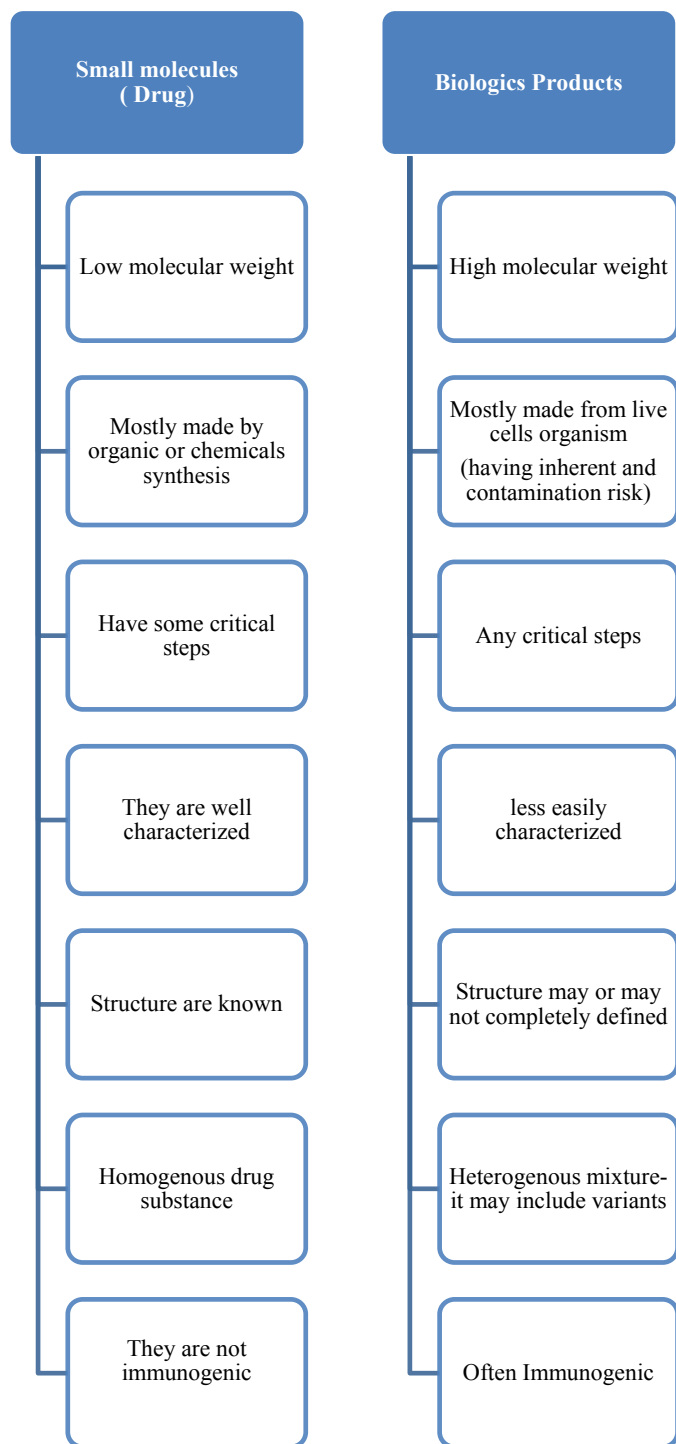 Small molecules
( Drug)
Low molecular weight
Mostly made by
organic or chemicals
synthesis
Have some critical
steps
They are well
characterized
Structure are known
Homogenous drug
substance
They are not
immunogenic
Biologics Products
High molecular weight
Mostly made from live
cells organism
(having inherent and
contamination risk)
Any critical steps
less easily
characterized
Structure may or may
not completely defined
Heterogenous mixture-
it may include variants
Often Immunogenic